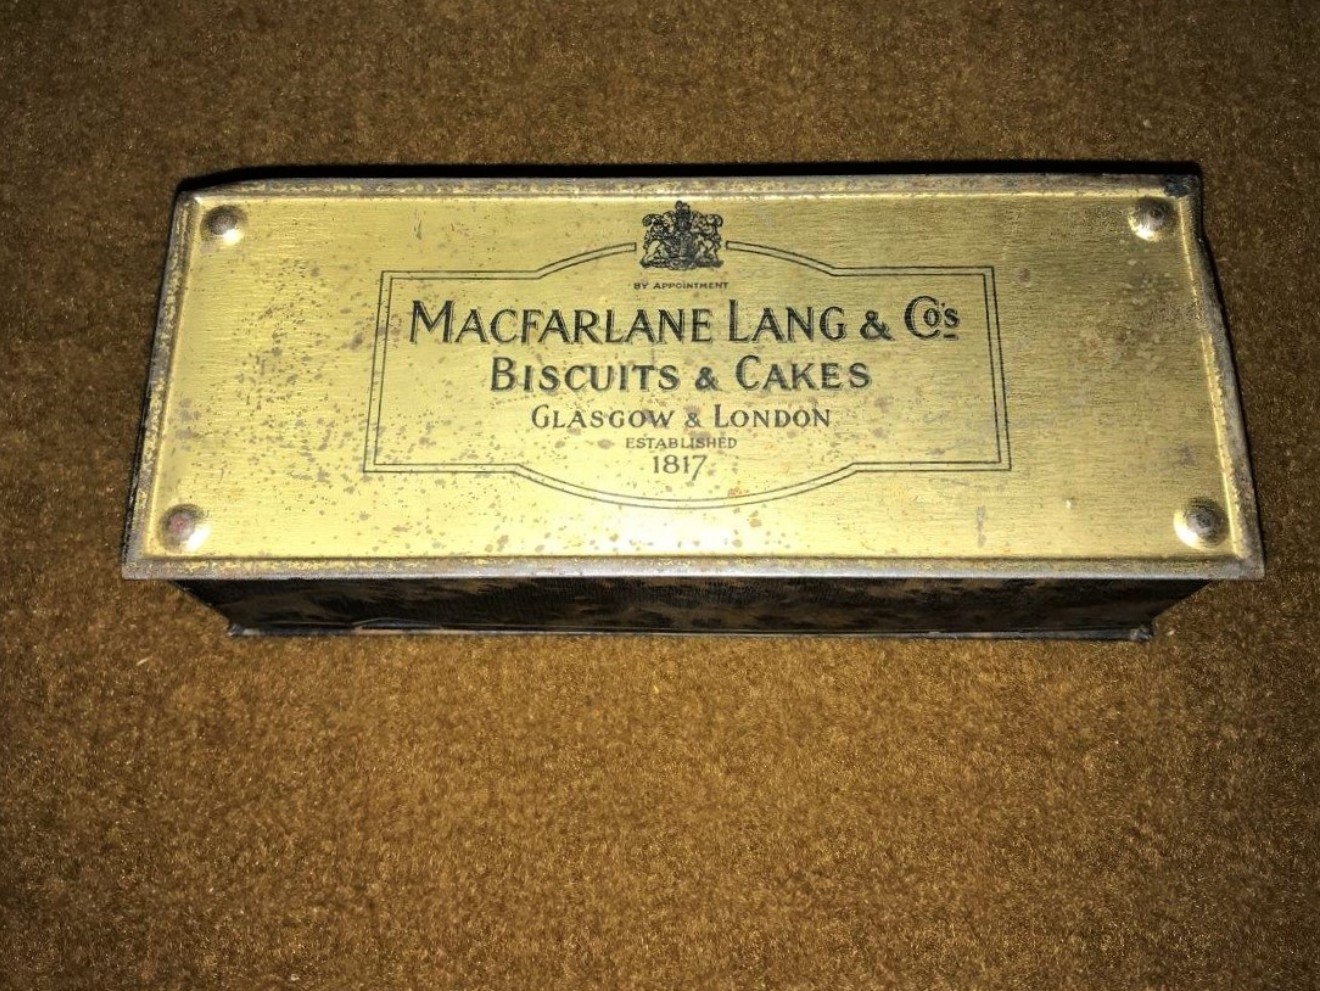 BY APPOINTMENT
MACFARLANE LANG & Co's
BISCUITS & CAKES
GLASGOW & LONDON
ESTABLISHED
1817